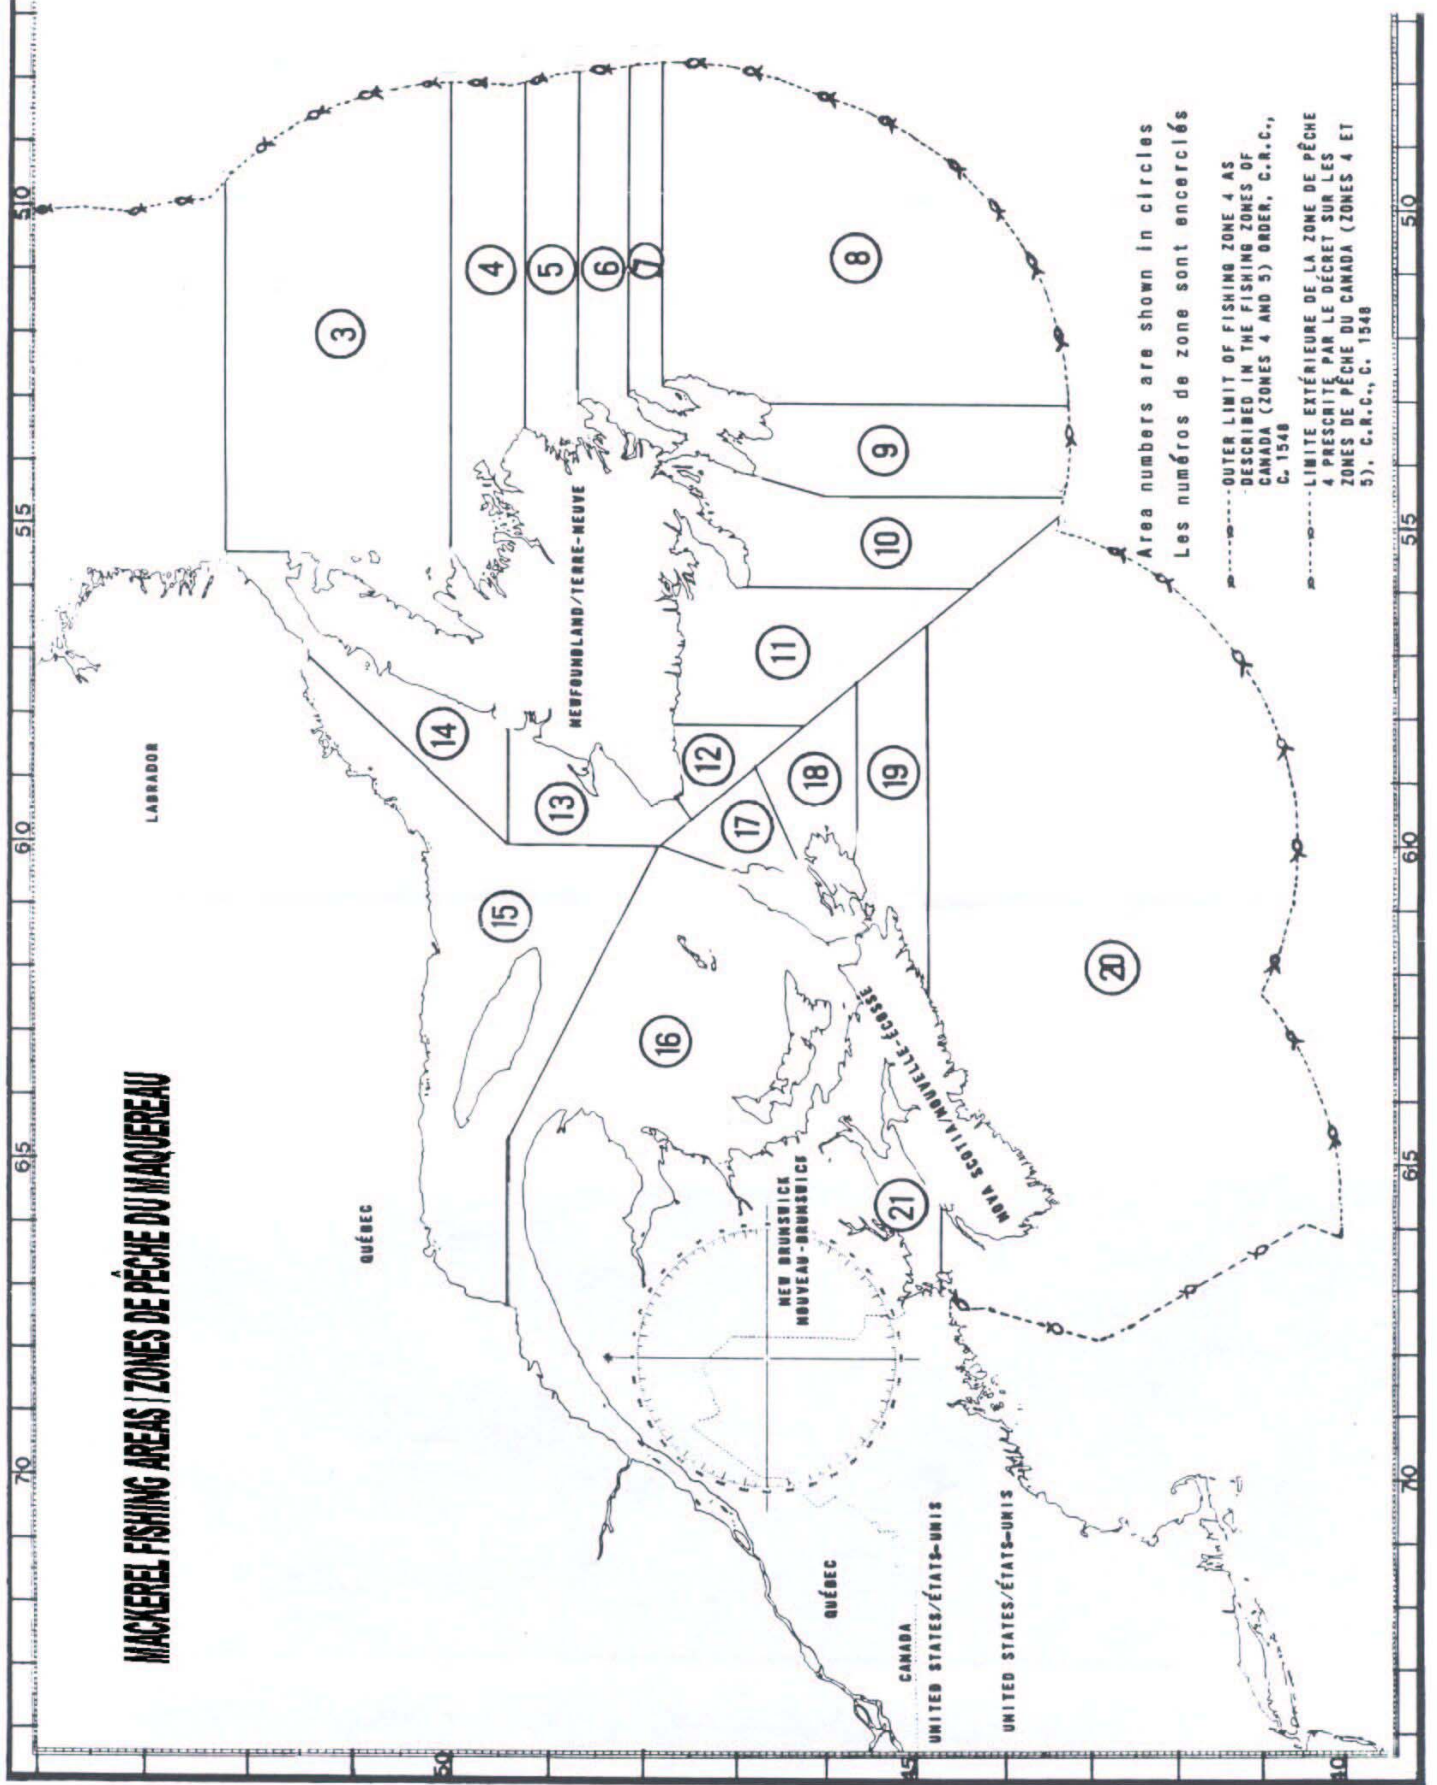 MACKEREL FISHING AREAS / ZONES DE PÊCHE DU MAQUEREAU
70
65
60
55
50
LABRADOR
QUÉBEC
3
4
5
6
7
8
9
10
11
12
13
14
15
16
17
18
19
20
21
NEWFOUNDLAND/TERRE-NEUVE
NEW BRUNSWICK
NOUVEAU-BRUNSWICK
NOVA SCOTIA/NOUVELLE-ÉCOSSE
QUÉBEC
CANADA
UNITED STATES/ÉTATS-UNIS
UNITED STATES/ÉTATS-UNIS
Area numbers are shown in circles
Les numéros de zone sont encerclés
OUTER LIMIT OF FISHING ZONE 4 AS
DESCRIBED IN THE FISHING ZONES OF
CANADA (ZONES 4 AND 5) ORDER, C.R.C.,
C. 1548
LIMITE EXTÉRIEURE DE LA ZONE DE PÊCHE
4 PRESCRITE PAR LE DÉCRET SUR LES
ZONES DE PÊCHE DU CANADA (ZONES 4 ET
5), C.R.C., C. 1548
50
45
40
70
65
60
55
50